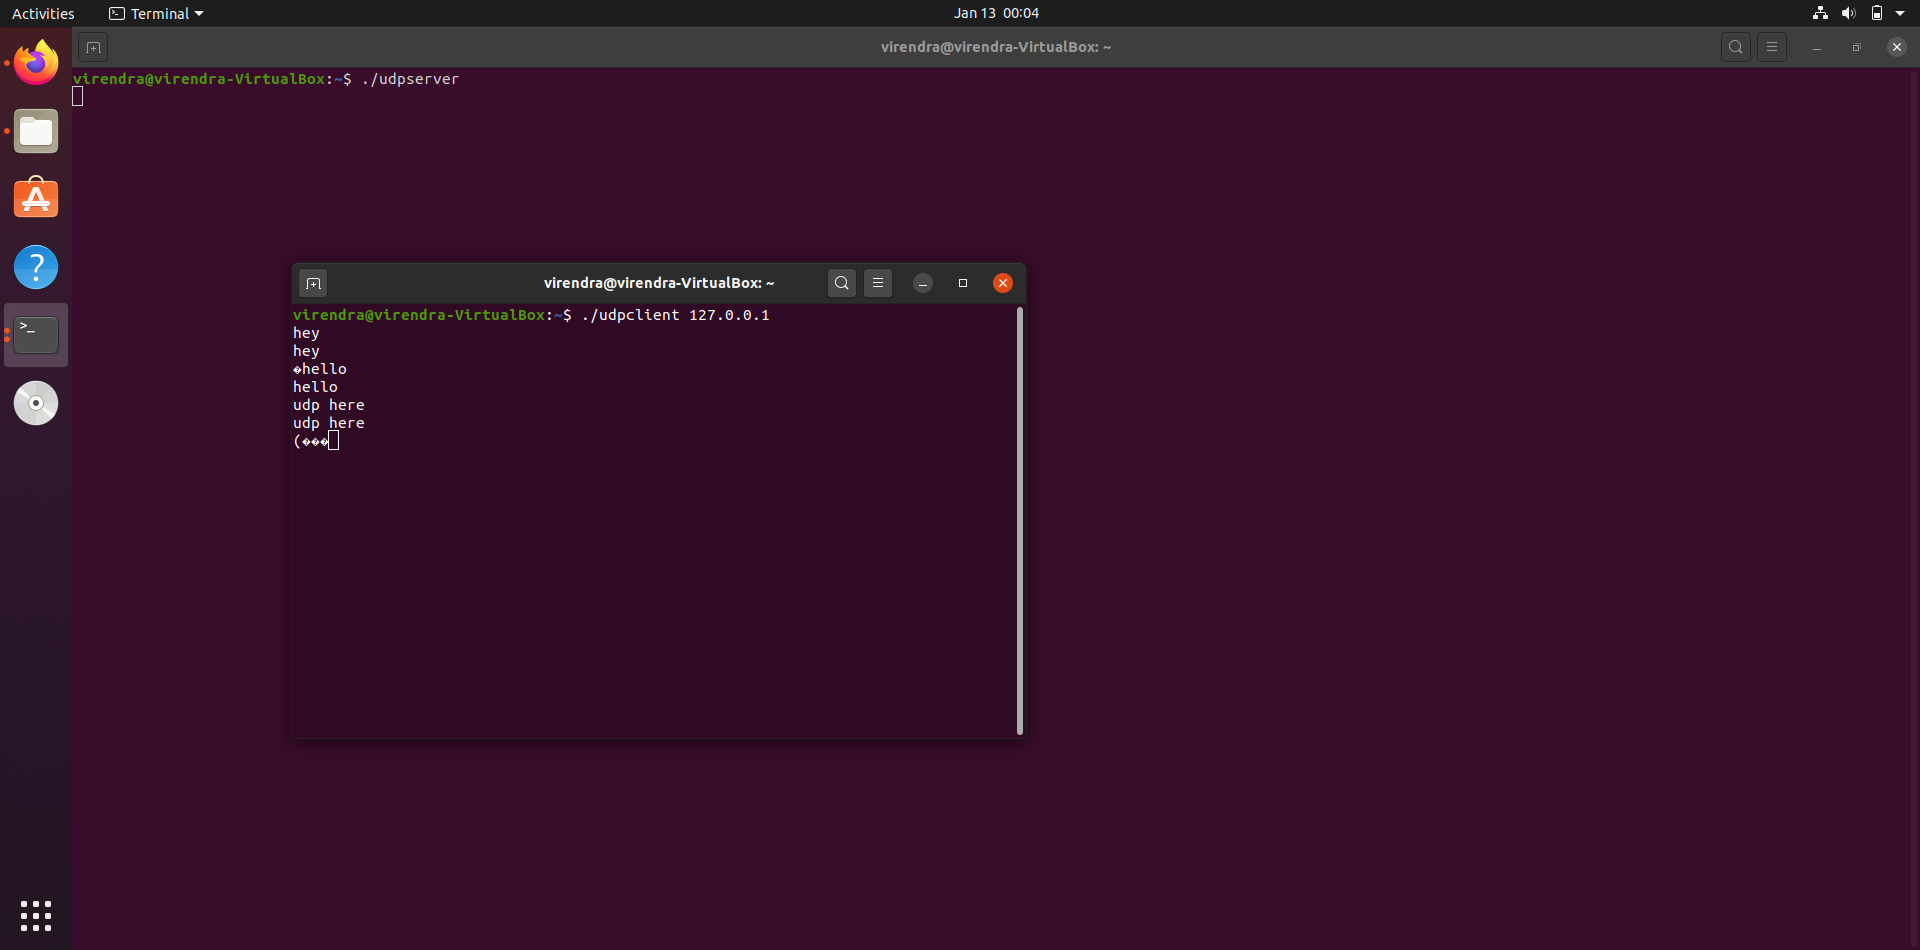 Activities Terminal Jan 13 00:04
virendra@virendra-VirtualBox: ~
virendra@virendra-VirtualBox:~$ ./udpserver
virendra@virendra-VirtualBox: ~
virendra@virendra-VirtualBox:~$ ./udpclient 127.0.0.1
hey
hey
�hello
hello
udp here
udp here
(���